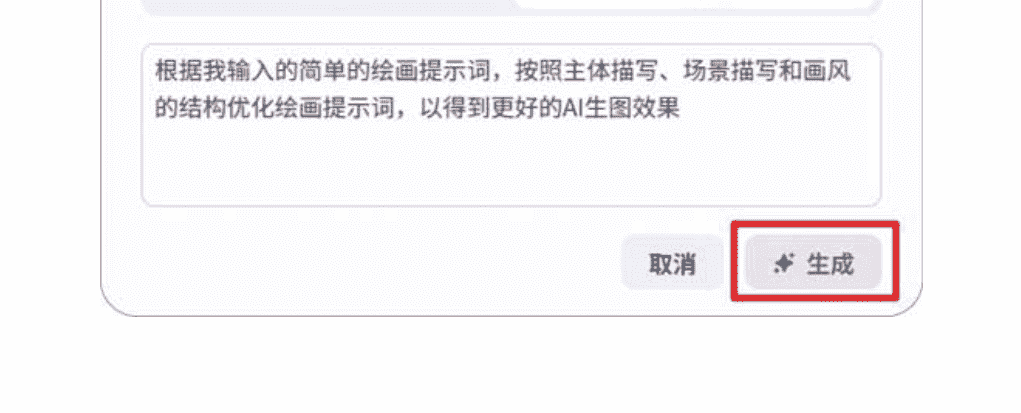 根据我输入的简单的绘画提示词，按照主体描写、场景描写和画风
的结构优化绘画提示词，以得到更好的AI生图效果
取消 生成